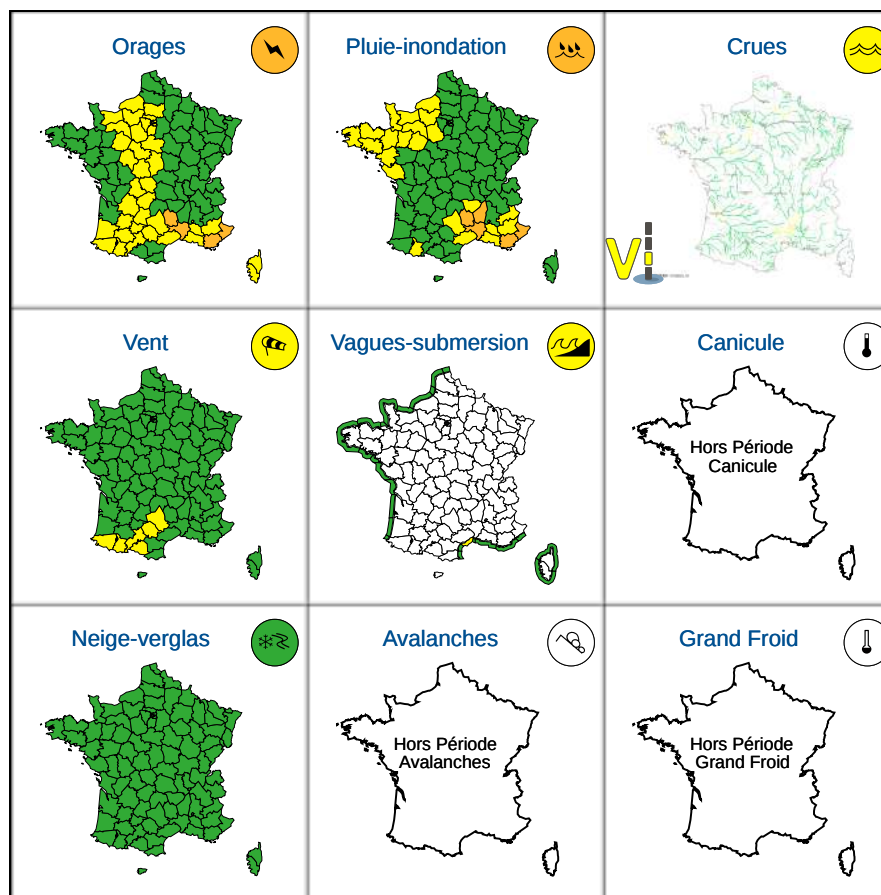 Orages
Pluie-inondation
Crues
Vi
Vent
Vagues-submersion
Canicule
Hors Période
Canicule
Neige-verglas
Avalanches
Grand Froid
Hors Période
Avalanches
Hors Période
Grand Froid